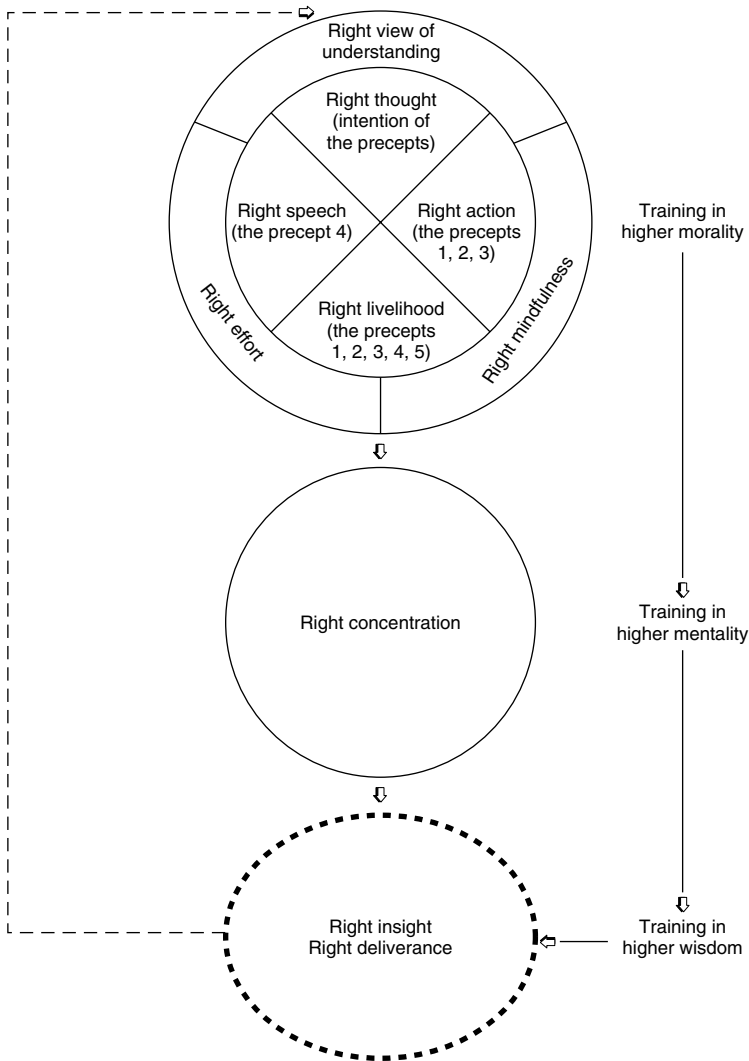 Right view of
understanding
Right thought
(intention of
the precepts)
Right speech
(the precept 4)
Right action
(the precepts
1, 2, 3)
Right livelihood
(the precepts
1, 2, 3, 4, 5)
Right effort
Right mindfulness
Training in
higher morality
Right concentration
Training in
higher mentality
Right insight
Right deliverance
Training in
higher wisdom